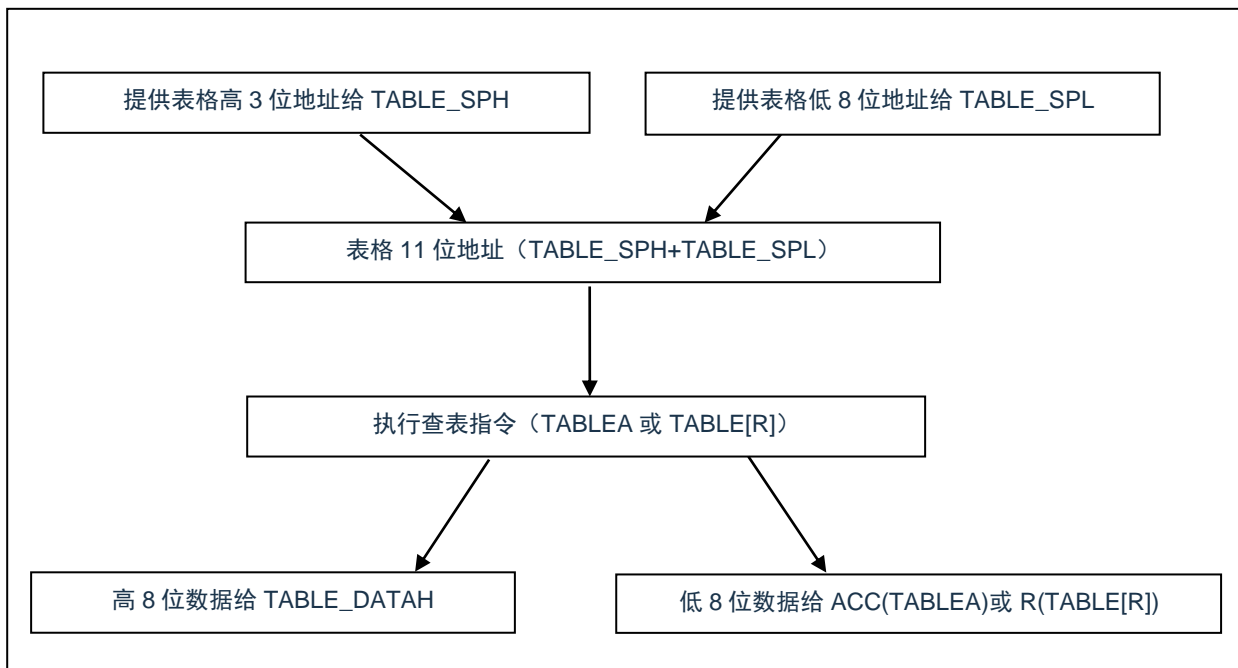 提供表格高 3 位地址给 TABLE_SPH
提供表格低 8 位地址给 TABLE_SPL
表格 11 位地址（TABLE_SPH+TABLE_SPL）
执行查表指令（TABLEA 或 TABLE[R]）
高 8 位数据给 TABLE_DATAH
低 8 位数据给 ACC(TABLEA)或 R(TABLE[R])